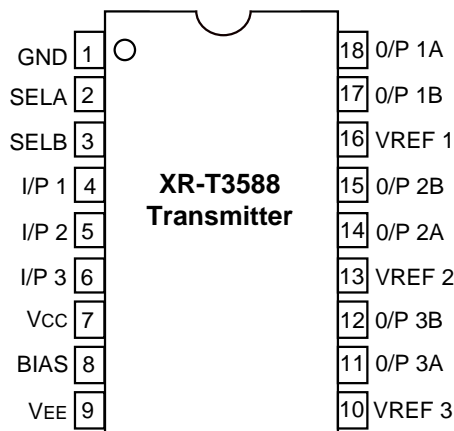 GND 1 18 0/P 1A
SELA 2 17 0/P 1B
SELB 3 16 VREF 1
I/P 1 4 15 0/P 2B
XR-T3588
Transmitter
I/P 2 5 14 0/P 2A
I/P 3 6 13 VREF 2
VCC 7 12 0/P 3B
BIAS 8 11 0/P 3A
VEE 9 10 VREF 3